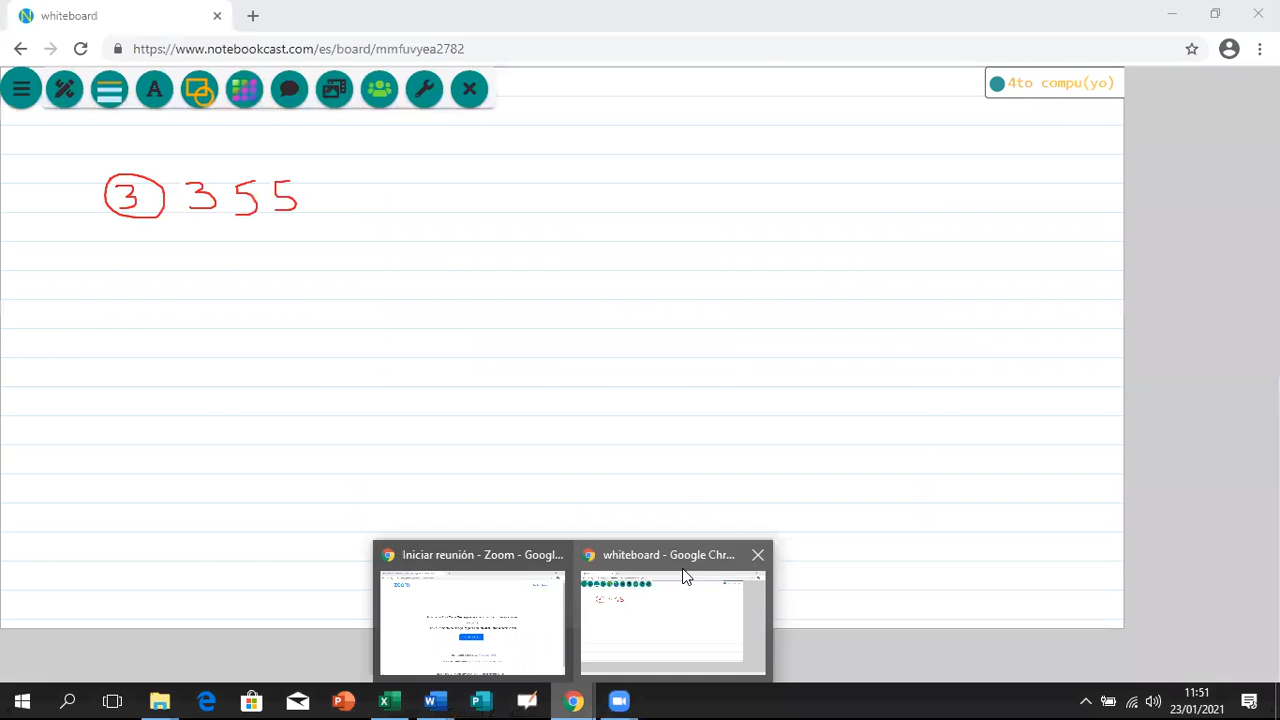 whiteboard
https://www.notebookcast.com/es/board/mmfuvyea2782
A
4to compu(yo)
3 3 5 5
Iniciar reunión - Zoom - Googl...
whiteboard - Google Chr...
zoom
11:51
23/01/2021